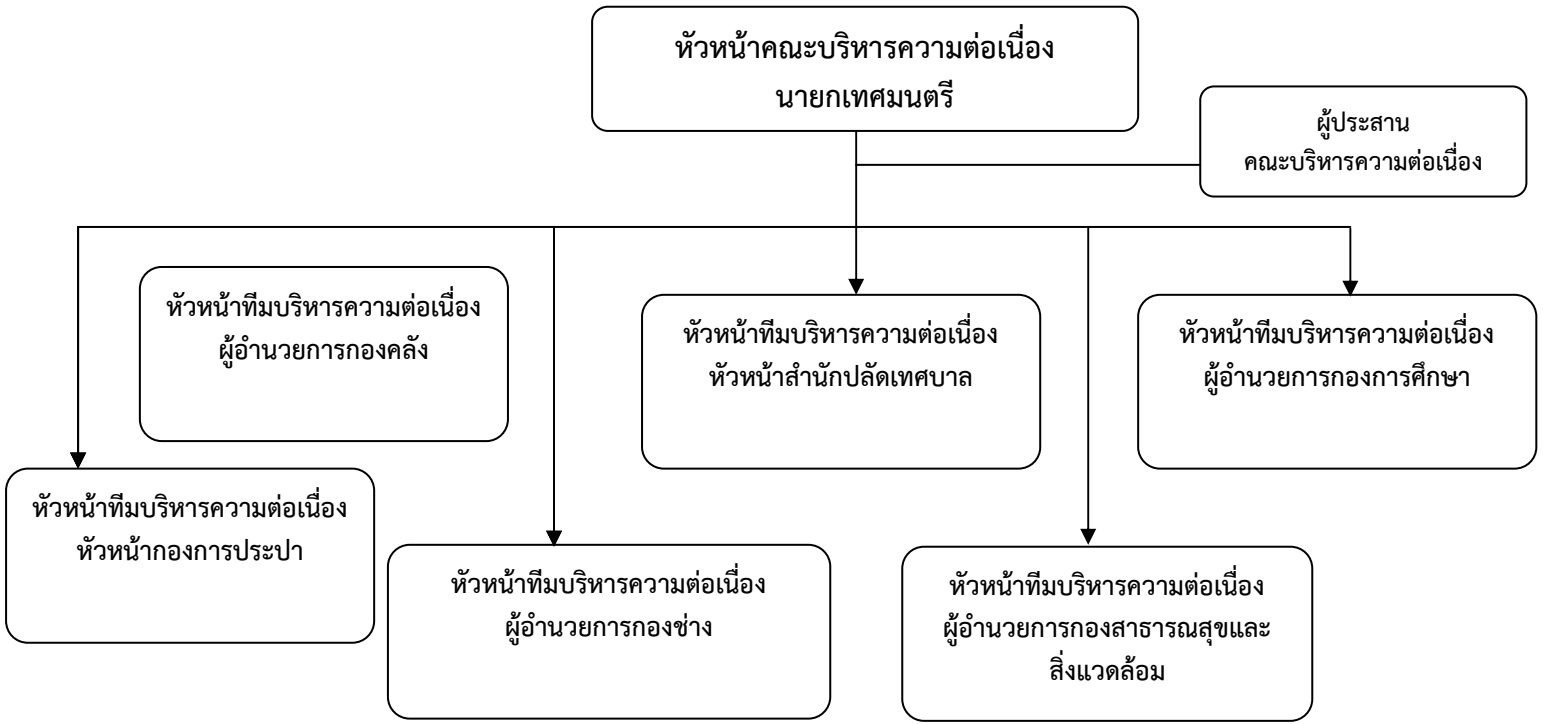 หัวหน้าคณะบริหารความต่อเนื่อง
นายกเทศมนตรี
ผู้ประสาน
คณะบริหารความต่อเนื่อง
หัวหน้าทีมบริหารความต่อเนื่อง
ผู้อำนวยการกองคลัง
หัวหน้าทีมบริหารความต่อเนื่อง
หัวหน้าสำนักปลัดเทศบาล
หัวหน้าทีมบริหารความต่อเนื่อง
ผู้อำนวยการกองการศึกษา
หัวหน้าทีมบริหารความต่อเนื่อง
หัวหน้ากองการประปา
หัวหน้าทีมบริหารความต่อเนื่อง
ผู้อำนวยการกองช่าง
หัวหน้าทีมบริหารความต่อเนื่อง
ผู้อำนวยการกองสาธารณสุขและ
สิ่งแวดล้อม